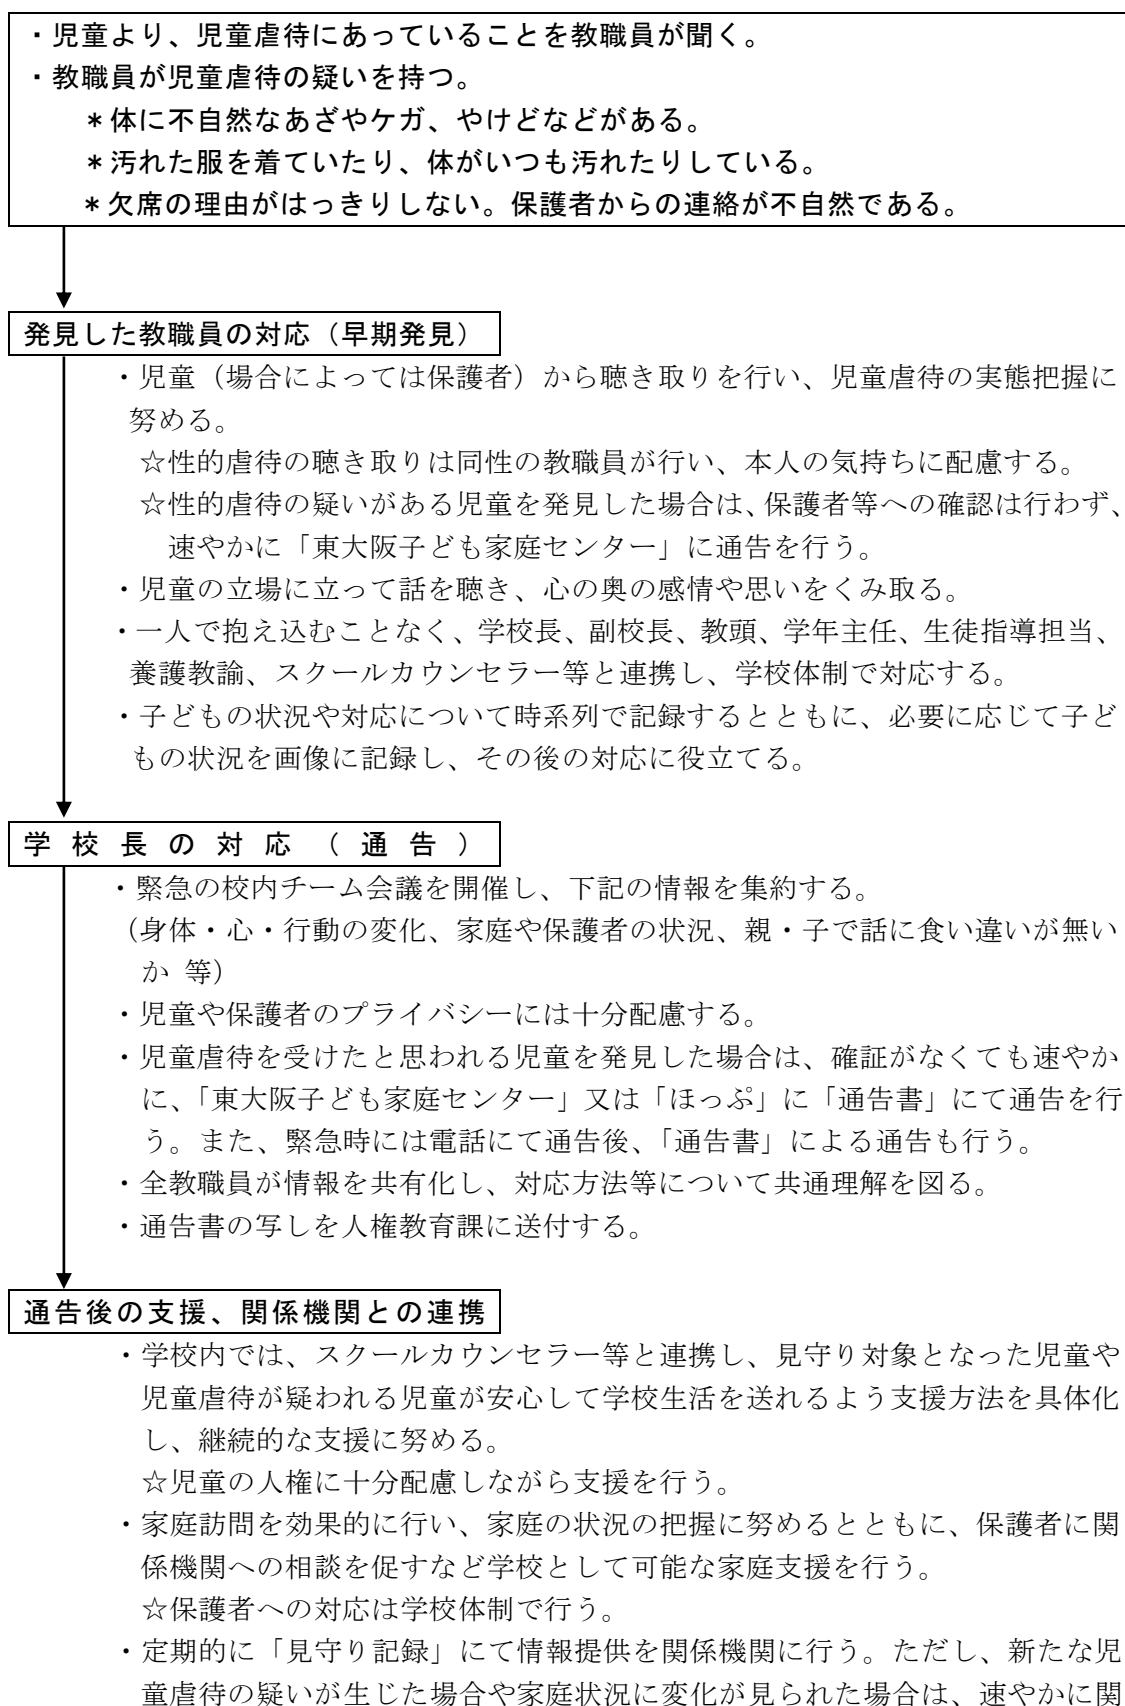 ・児童より、児童虐待にあっていることを教職員が聞く。
・教職員が児童虐待の疑いを持つ。
＊体に不自然なあざやケガ、やけどなどがある。
＊汚れた服を着ていたり、体がいつも汚れたりしている。
＊欠席の理由がはっきりしない。保護者からの連絡が不自然である。
発見した教職員の対応（早期発見）
・児童（場合によっては保護者）から聴き取りを行い、児童虐待の実態把握に
努める。
☆性的虐待の聴き取りは同性の教職員が行い、本人の気持ちに配慮する。
☆性的虐待の疑いがある児童を発見した場合は、保護者等への確認は行わず、
速やかに「東大阪子ども家庭センター」に通告を行う。
・児童の立場に立って話を聴き、心の奥の感情や思いをくみ取る。
・一人で抱え込むことなく、学校長、副校長、教頭、学年主任、生徒指導担当、
養護教諭、スクールカウンセラー等と連携し、学校体制で対応する。
・子どもの状況や対応について時系列で記録するとともに、必要に応じて子ど
もの状況を画像に記録し、その後の対応に役立てる。
学校長の対応（通告）
・緊急の校内チーム会議を開催し、下記の情報を集約する。
（身体・心・行動の変化、家庭や保護者の状況、親・子で話に食い違いが無い
か 等）
・児童や保護者のプライバシーには十分配慮する。
・児童虐待を受けたと思われる児童を発見した場合は、確証がなくても速やか
に、「東大阪子ども家庭センター」又は「ほっぷ」に「通告書」にて通告を行
う。また、緊急時には電話にて通告後、「通告書」による通告も行う。
・全教職員が情報を共有化し、対応方法等について共通理解を図る。
・通告書の写しを人権教育課に送付する。
通告後の支援、関係機関との連携
・学校内では、スクールカウンセラー等と連携し、見守り対象となった児童や
児童虐待が疑われる児童が安心して学校生活を送れるよう支援方法を具体化
し、継続的な支援に努める。
☆児童の人権に十分配慮しながら支援を行う。
・家庭訪問を効果的に行い、家庭の状況の把握に努めるとともに、保護者に関
係機関への相談を促すなど学校として可能な家庭支援を行う。
☆保護者への対応は学校体制で行う。
・定期的に「見守り記録」にて情報提供を関係機関に行う。ただし、新たな児
童虐待の疑いが生じた場合や家庭状況に変化が見られた場合は、速やかに関